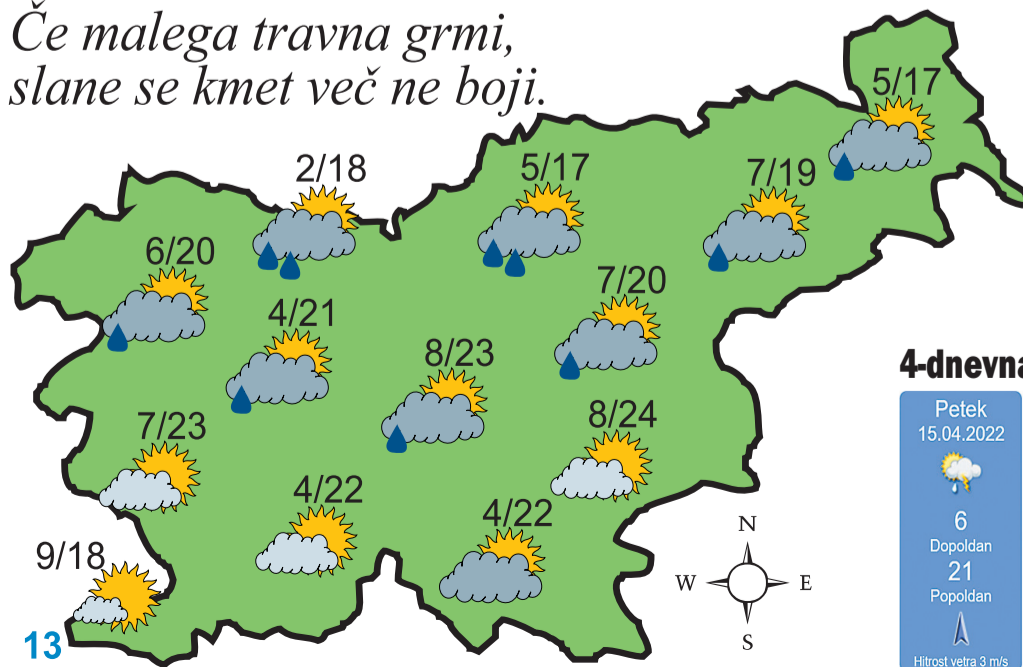 Če malega travna grmi,
slane se kmet več ne boji.
5/17
2/18
5/17
7/19
6/20
7/20
4/21
8/23
7/23
8/24
4/22
4/22
9/18
13
N
W
E
S
4-dnevna
Petek
15.04.2022
6
Dopoldan
21
Popoldan
Hitrost vetra 3 m/s